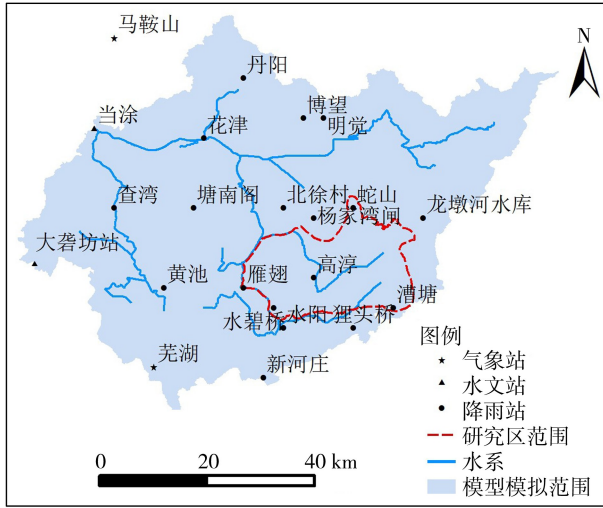 马鞍山
N
丹阳
博望
当涂
花津
明觉
查湾
塘南阁
北徐村
蛇山
杨家湾闸
龙墩河水库
大砻坊站
黄池
雁翅
高淳
漕塘
水碧桥
水阳
狸头桥
芜湖
新河庄
图例
气象站
水文站
降雨站
研究区范围
水系
模型模拟范围
0 20 40 km